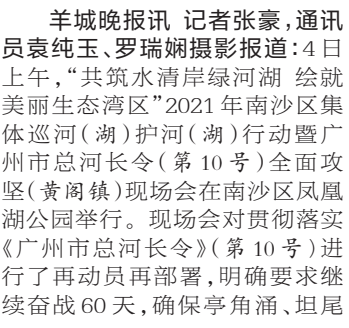 羊城晚报讯 记者张豪，通讯
员袁纯玉、罗瑞娴摄影报道：4日
上午，“共筑水清岸绿河湖 绘就
美丽生态湾区”2021年南沙区集
体巡河（湖）护河（湖）行动暨广
州市总河长令（第10号）全面攻
坚（黄阁镇）现场会在南沙区凤凰
湖公园举行。现场会对贯彻落实
《广州市总河长令》（第10号）进
行了再动员再部署，明确要求继
续奋战60天，确保亭角涌、坦尾